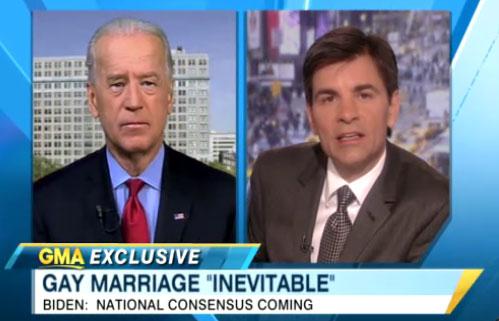 GMA EXCLUSIVE
GAY MARRIAGE "INEVITABLE"
BIDEN: NATIONAL CONSENSUS COMING